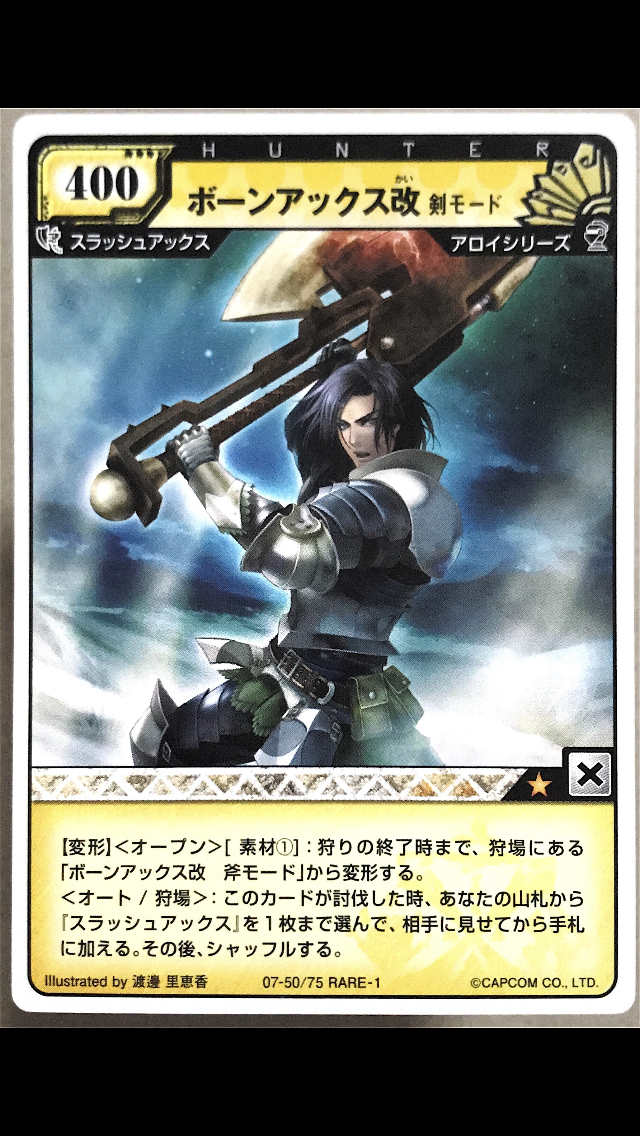 HUNTER
400
かい
ボーンアックス改 剣モード
スラッシュアックス
アロイシリーズ
【変形】<オープン>[ 素材①]：狩りの終了時まで、狩場にある
「ボーンアックス改　斧モード」から変形する。
<オート / 狩場>：このカードが討伐した時、あなたの山札から
『スラッシュアックス』を１枚まで選んで、相手に見せてから手札
に加える。その後、シャッフルする。
Illustrated by 渡邊 里恵香
07-50/75 RARE-1
©CAPCOM CO., LTD.